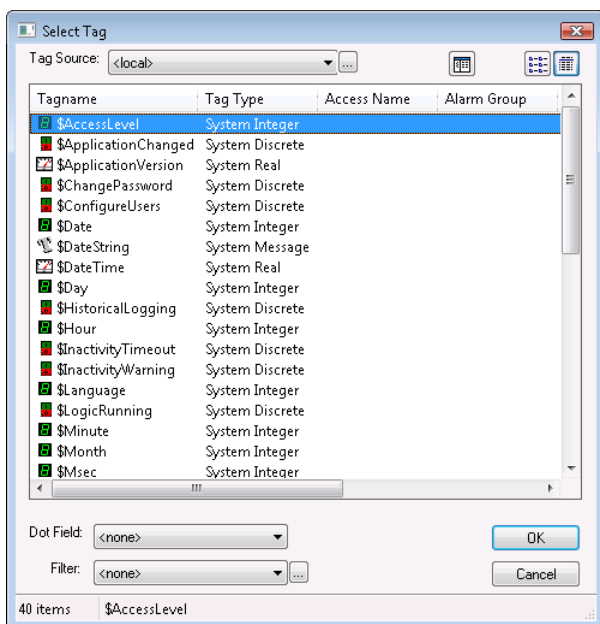 Select Tag
Tag Source: <local> ...
Tagname Tag Type Access Name Alarm Group
$AccessLevel System Integer
$ApplicationChanged System Discrete
$ApplicationVersion System Real
$ChangePassword System Discrete
$ConfigureUsers System Discrete
$Date System Integer
$DateString System Message
$DateTime System Real
$Day System Integer
$HistoricalLogging System Discrete
$Hour System Integer
$InactivityTimeout System Discrete
$InactivityWarning System Discrete
$Language System Integer
$LogicRunning System Discrete
$Minute System Integer
$Month System Integer
$Msec System Integer
Dot Field: <none> OK
Filter: <none> ... Cancel
40 items $AccessLevel